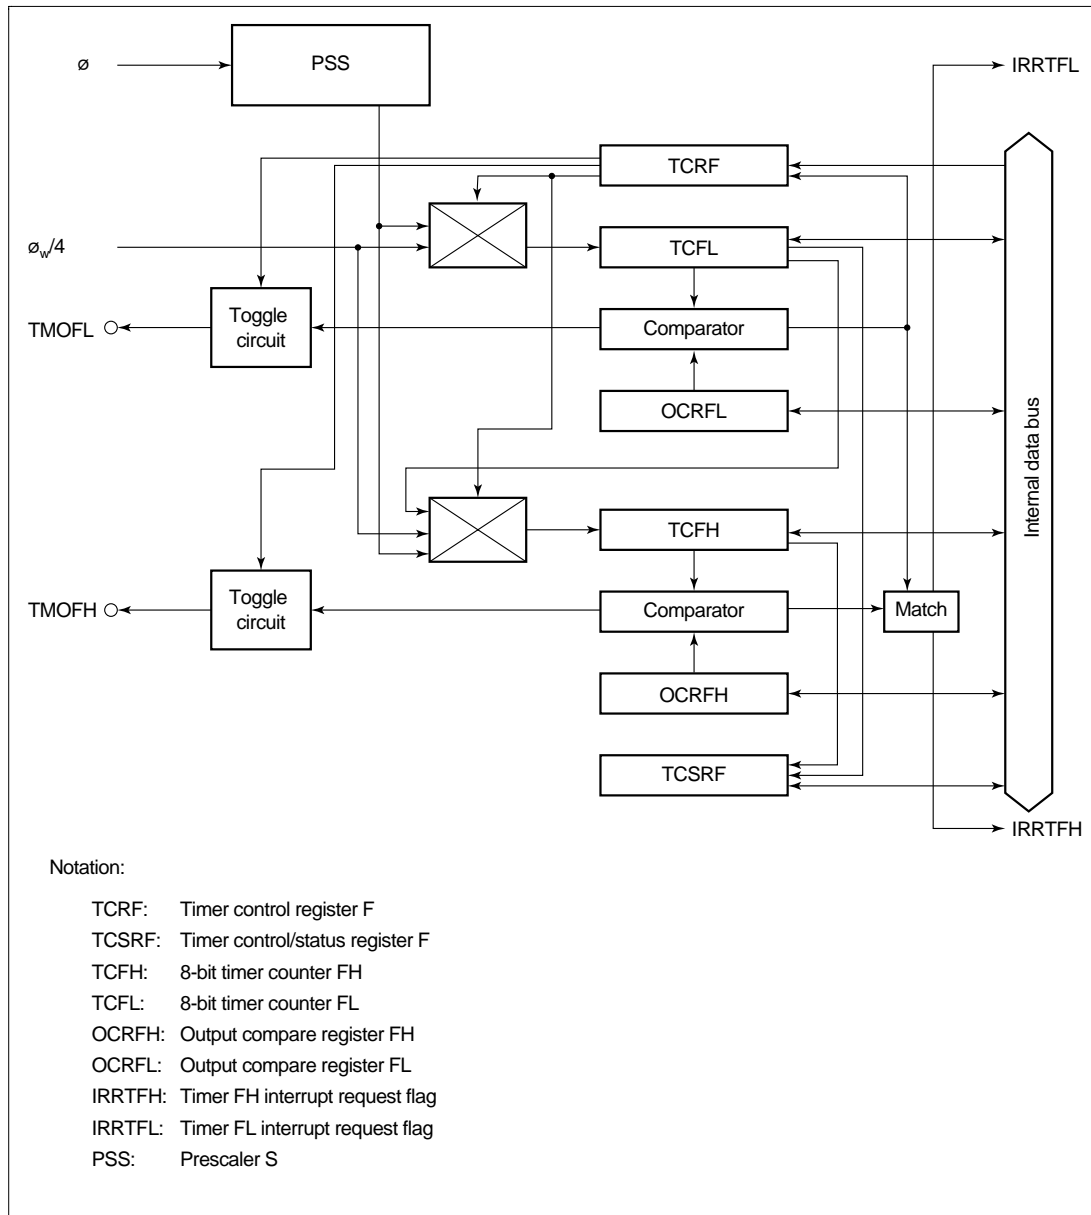 ø
PSS
IRRTFL
TCRF
øw/4
TCFL
Toggle
circuit
TMOFL
Comparator
OCRFL
Internal data bus
TCFH
Toggle
circuit
TMOFH
Comparator
Match
OCRFH
TCSRF
IRRTFH
Notation:
TCRF: Timer control register F
TCSRF: Timer control/status register F
TCFH: 8-bit timer counter FH
TCFL: 8-bit timer counter FL
OCRFH: Output compare register FH
OCRFL: Output compare register FL
IRRTFH: Timer FH interrupt request flag
IRRTFL: Timer FL interrupt request flag
PSS: Prescaler S